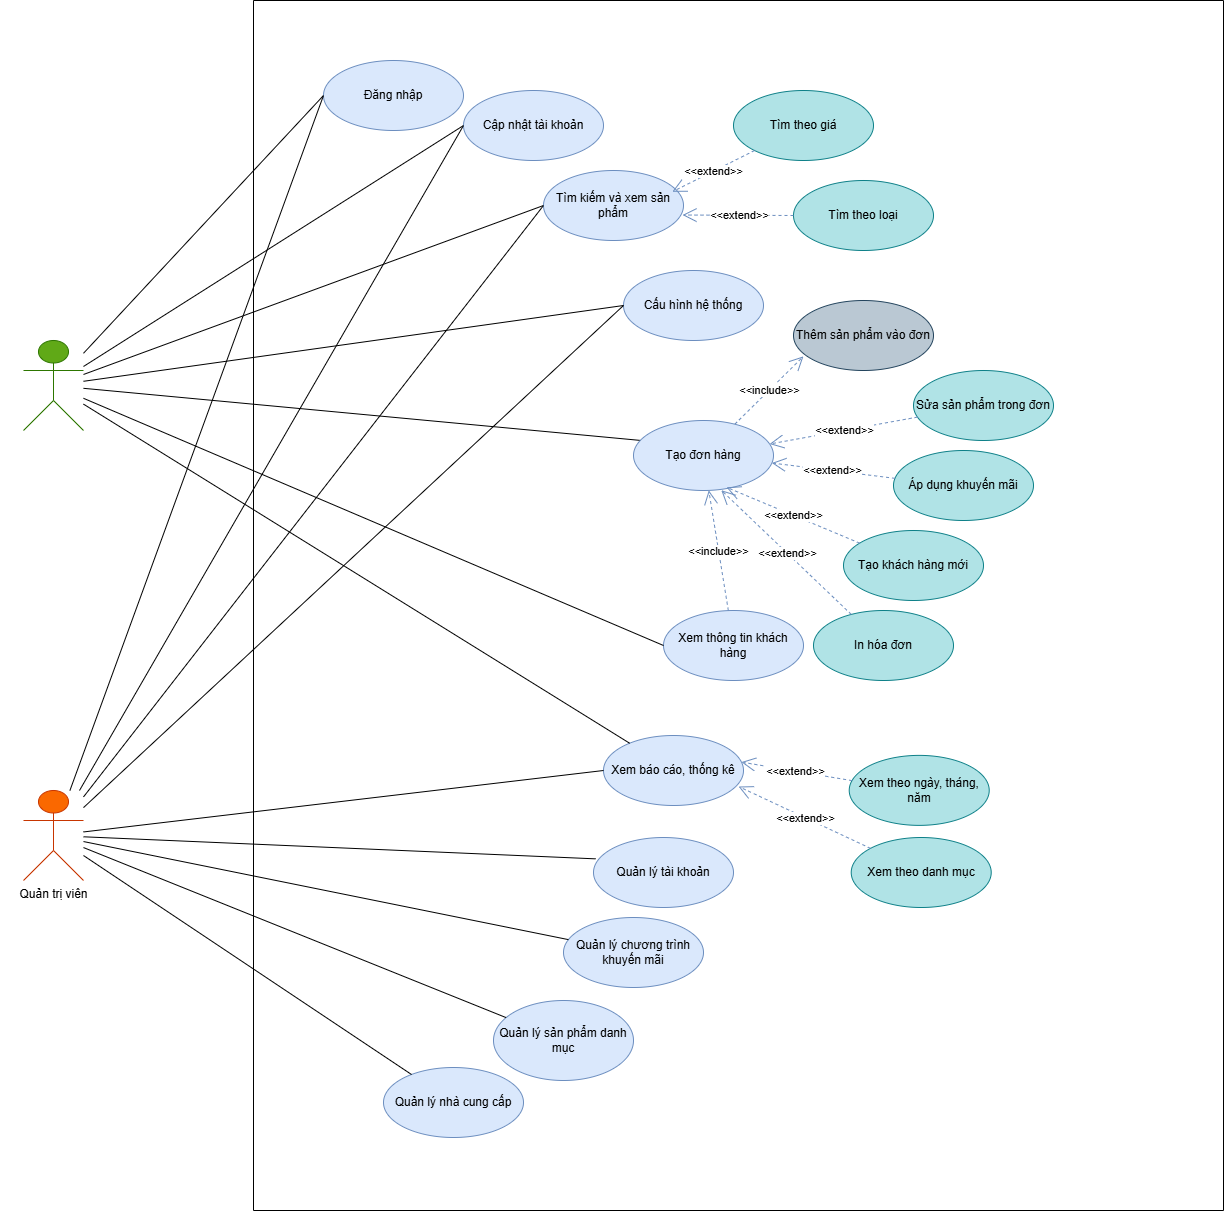 Đăng nhập
Cập nhật tài khoản
Tìm theo giá
<<extend>>
Tìm kiếm và xem sản
phẩm
<<extend>>
Tìm theo loại
Cấu hình hệ thống
Thêm sản phẩm vào đơn
<<include>>
Sửa sản phẩm trong đơn
<<extend>>
Tạo đơn hàng
<<extend>>
Áp dụng khuyến mãi
<<extend>>
<<include>>
<<extend>>
Tạo khách hàng mới
Xem thông tin khách
hàng
In hóa đơn
Xem báo cáo, thống kê
<<extend>>
Xem theo ngày, tháng,
năm
<<extend>>
Quản lý tài khoản
Xem theo danh mục
Quản trị viên
Quản lý chương trình
khuyến mãi
Quản lý sản phẩm danh
mục
Quản lý nhà cung cấp